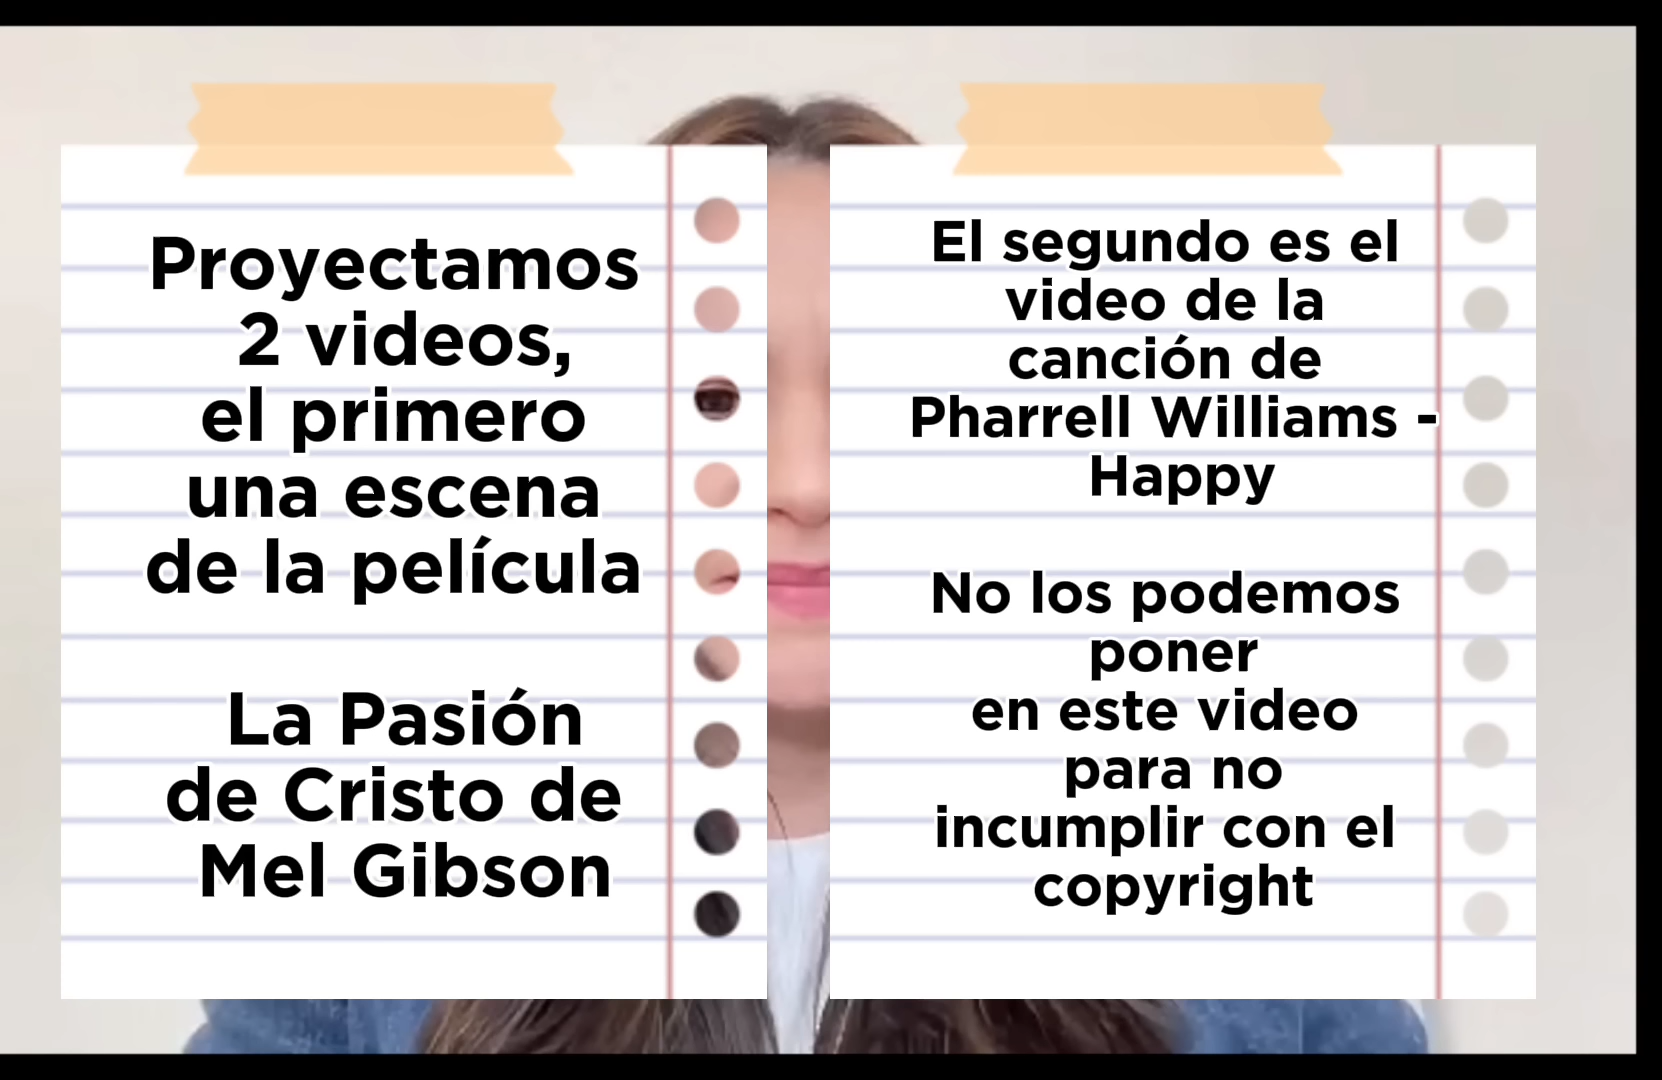 Proyectamos
2 videos,
el primero
una escena
de la película
La Pasión
de Cristo de
Mel Gibson
El segundo es el
video de la
canción de
Pharrell Williams -
Happy
No los podemos
poner
en este video
para no
incumplir con el
copyright